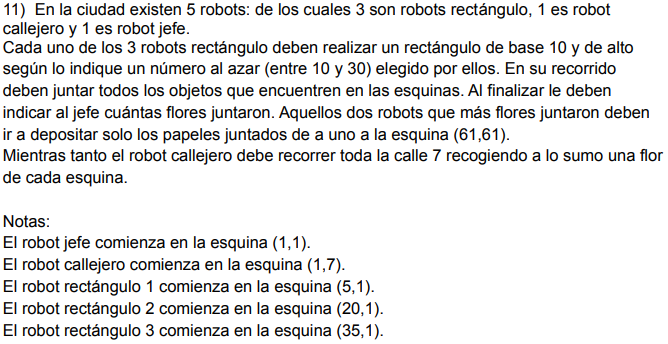 11) En la ciudad existen 5 robots: de los cuales 3 son robots rectángulo, 1 es robot
callejero y 1 es robot jefe.
Cada uno de los 3 robots rectángulo deben realizar un rectángulo de base 10 y de alto
según lo indique un número al azar (entre 10 y 30) elegido por ellos. En su recorrido
deben juntar todos los objetos que encuentren en las esquinas. Al finalizar le deben
indicar al jefe cuántas flores juntaron. Aquellos dos robots que más flores juntaron deben
ir a depositar solo los papeles juntados de a uno a la esquina (61,61).
Mientras tanto el robot callejero debe recorrer toda la calle 7 recogiendo a lo sumo una flor
de cada esquina.
Notas:
El robot jefe comienza en la esquina (1,1).
El robot callejero comienza en la esquina (1,7).
El robot rectángulo 1 comienza en la esquina (5,1).
El robot rectángulo 2 comienza en la esquina (20,1).
El robot rectángulo 3 comienza en la esquina (35,1).